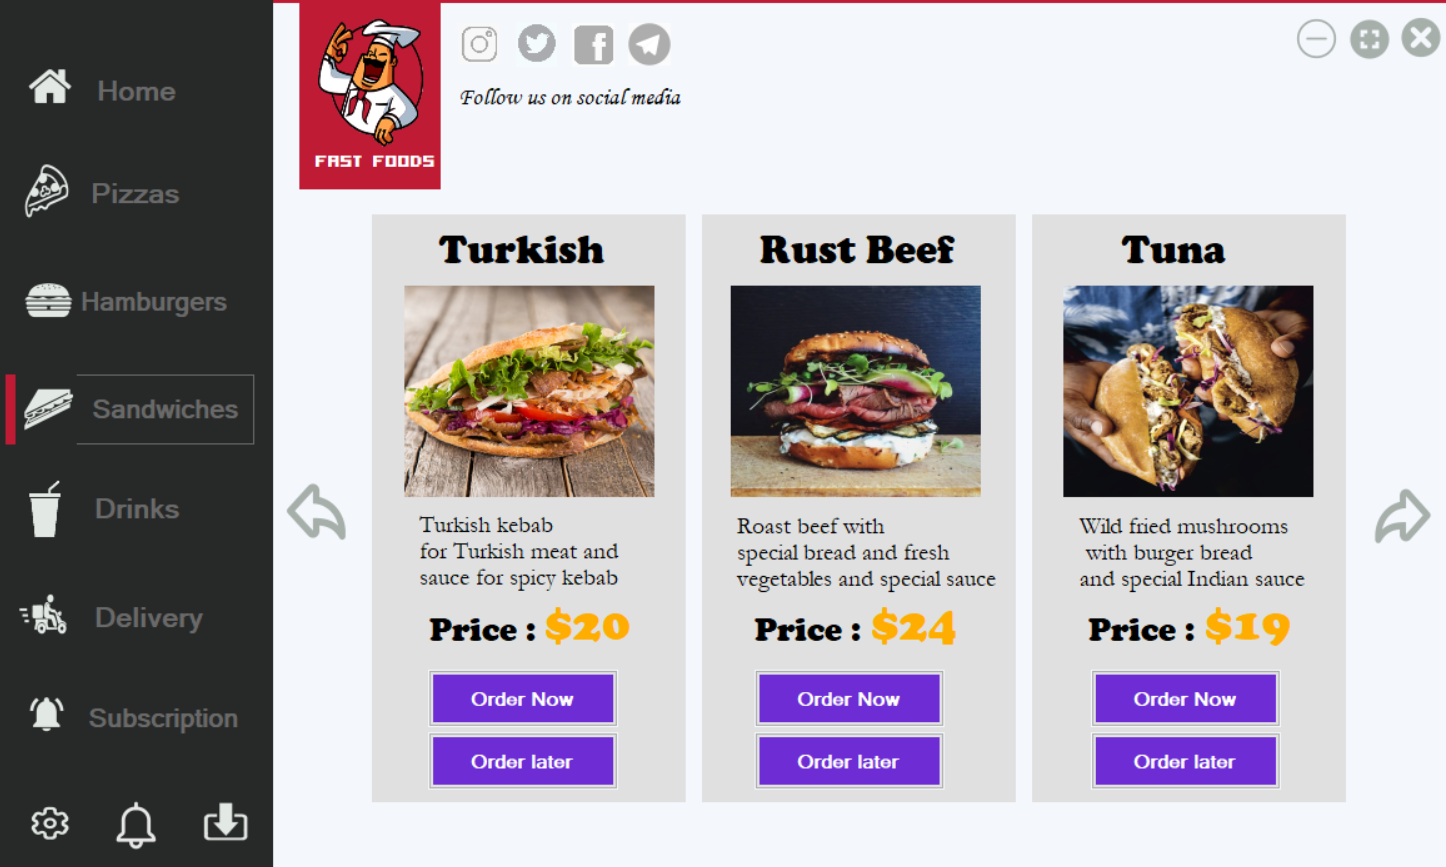 Home
Pizzas
Hamburgers
Sandwiches
Drinks
Delivery
Subscription
FAST FOODS
Follow us on social media
Turkish
Turkish kebab
for Turkish meat and
sauce for spicy kebab
Price : $20
Order Now
Order later
Rust Beef
Roast beef with
special bread and fresh
vegetables and special sauce
Price : $24
Order Now
Order later
Tuna
Wild fried mushrooms
with burger bread
and special Indian sauce
Price : $19
Order Now
Order later